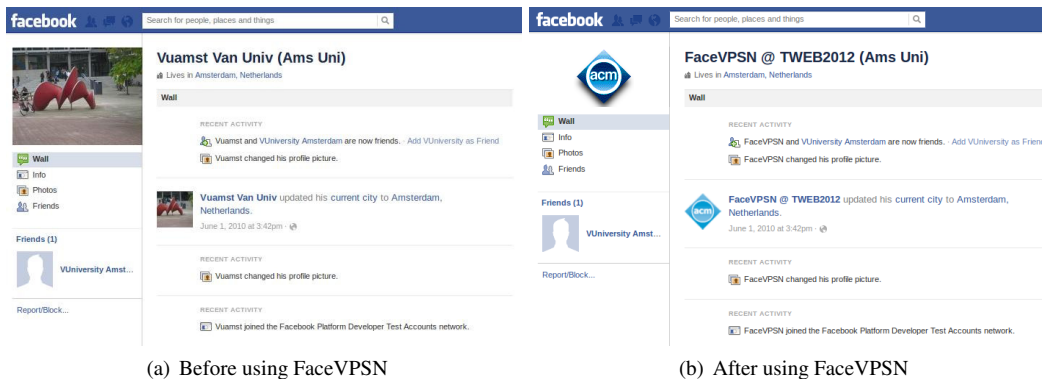 facebook
Search for people, places and things
Vuamst Van Univ (Ams Uni)
Lives in Amsterdam, Netherlands
Wall
RECENT ACTIVITY
Vuamst and VUniversity Amsterdam are now friends. · Add VUniversity as Friend
Vuamst changed his profile picture.
Wall
Info
Photos
Friends
Vuamst Van Univ updated his current city to Amsterdam,
Netherlands.
June 1, 2010 at 3:42pm ·
Friends (1)
VUniversity Amst...
RECENT ACTIVITY
Vuamst changed his profile picture.
Report/Block...
RECENT ACTIVITY
Vuamst joined the Facebook Platform Developer Test Accounts network.
(a) Before using FaceVPSN
facebook
Search for people, places and things
acm
FaceVPSN @ TWEB2012 (Ams Uni)
Lives in Amsterdam, Netherlands
Wall
Wall
Info
Photos
Friends
RECENT ACTIVITY
FaceVPSN and VUniversity Amsterdam are now friends. · Add VUniversity as Frien
FaceVPSN changed his profile picture.
acm
FaceVPSN @ TWEB2012 updated his current city to Amsterdam,
Netherlands.
June 1, 2010 at 3:42pm ·
Friends (1)
VUniversity Amst...
Report/Block...
RECENT ACTIVITY
FaceVPSN changed his profile picture.
RECENT ACTIVITY
FaceVPSN joined the Facebook Platform Developer Test Accounts network.
(b) After using FaceVPSN